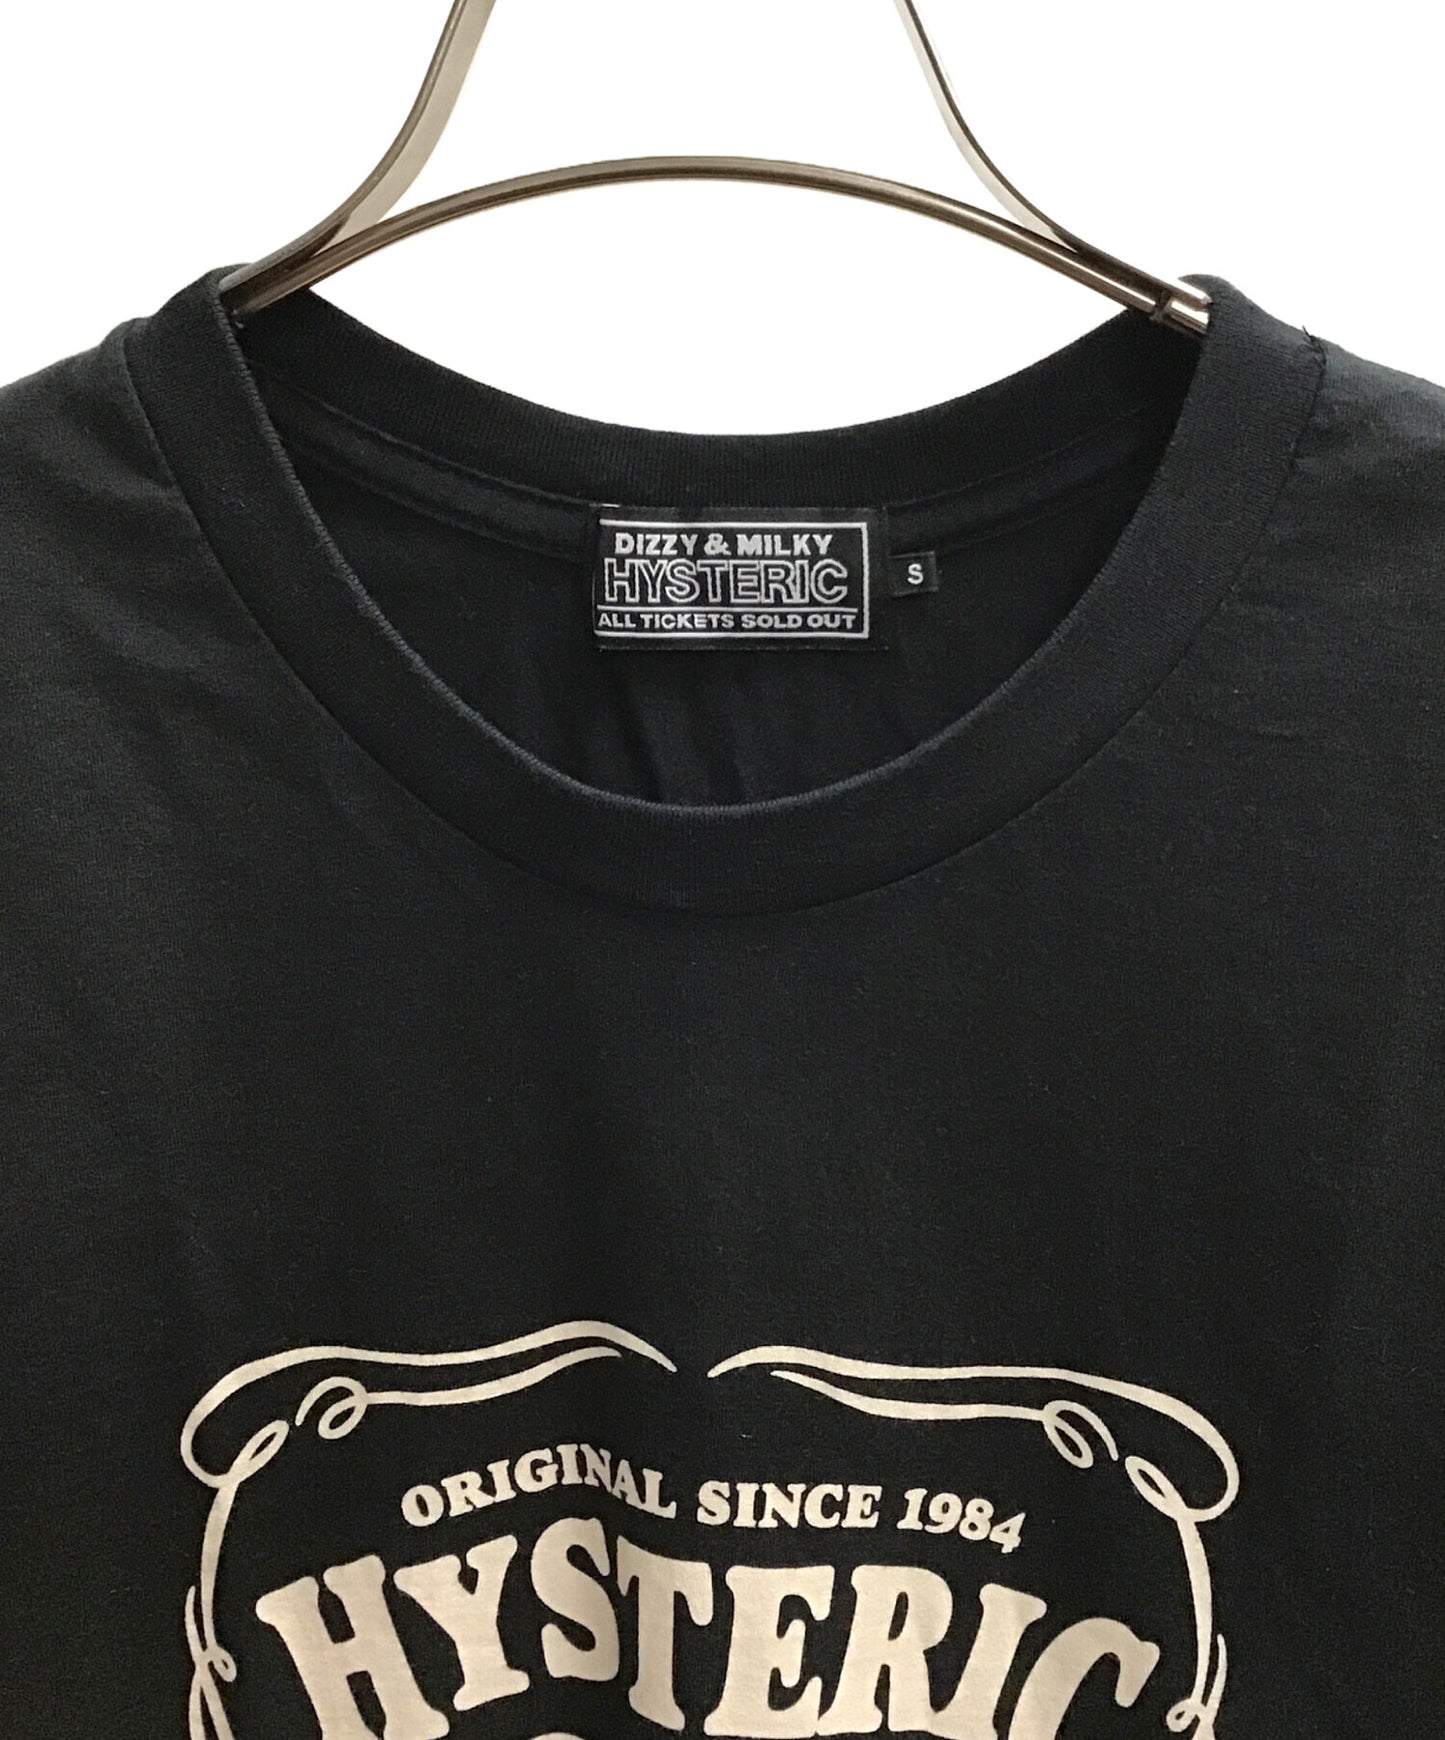 DIZZY & MILKY
HYSTERIC
ALL TICKETS SOLD OUT
S
ORIGINAL SINCE 1984
HYSTERIC